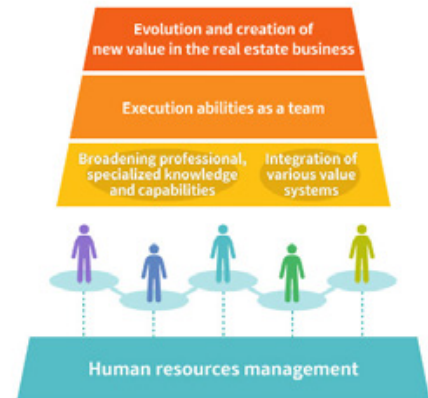 Evolution and creation of
new value in the real estate business
Execution abilities as a team
Broadening professional,
specialized knowledge
and capabilities
Integration of
various value
systems
Human resources management